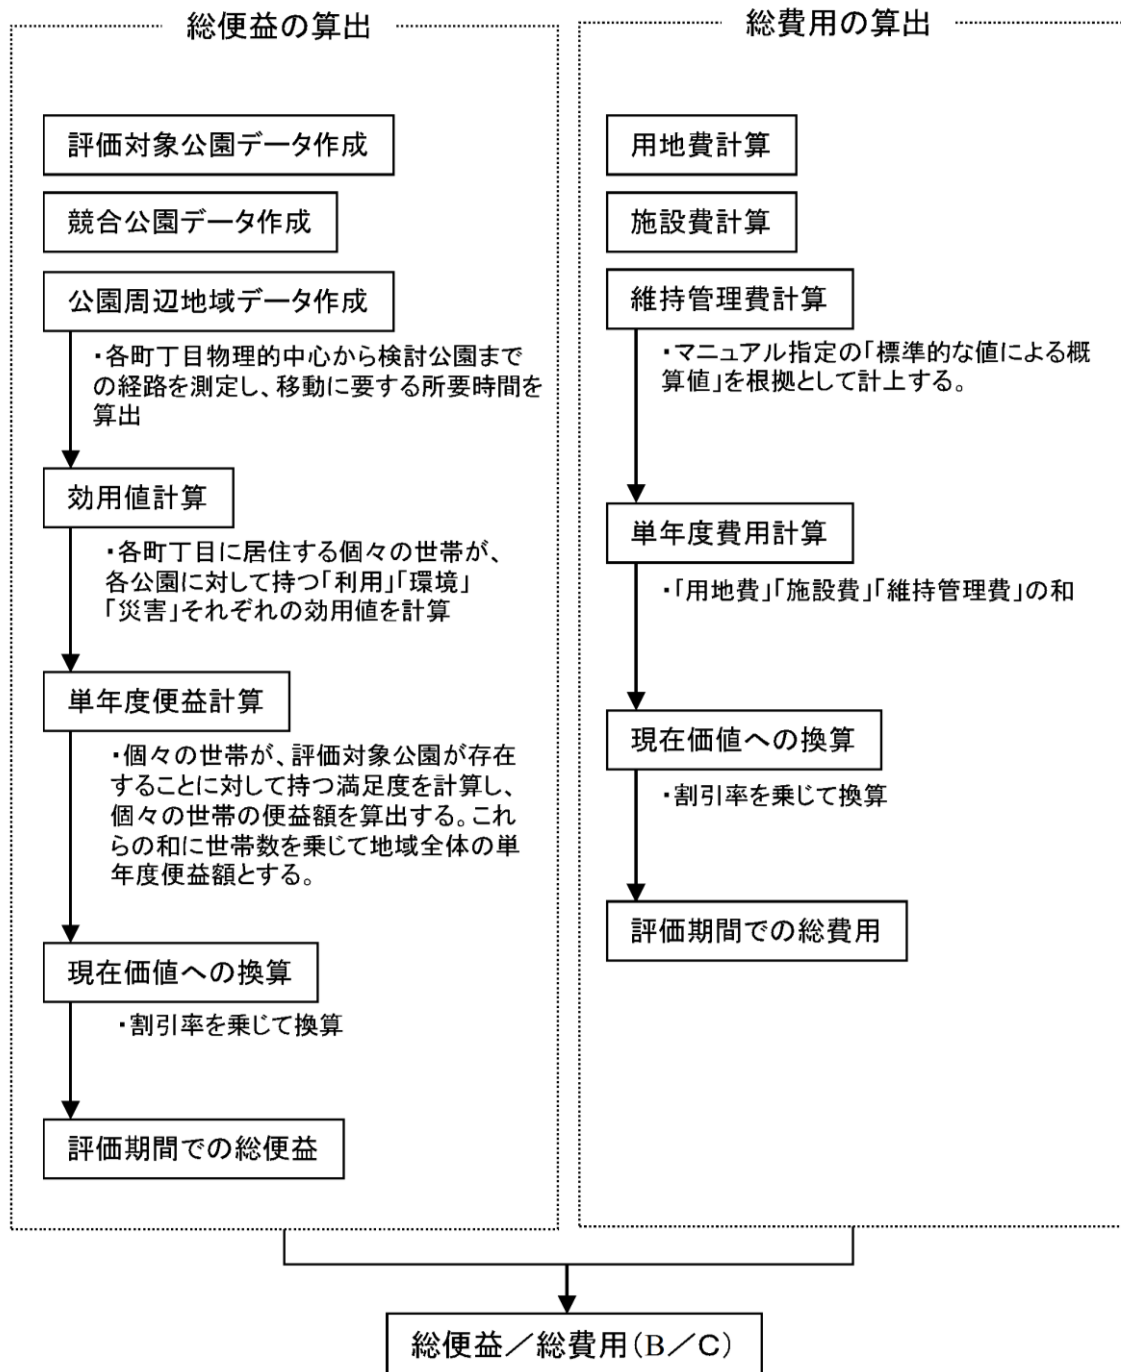 総便益の算出
評価対象公園データ作成
競合公園データ作成
公園周辺地域データ作成
・各町丁目物理的中心から検討公園まで
の経路を測定し、移動に要する所要時間を
算出
効用値計算
・各町丁目に居住する個々の世帯が、
各公園に対して持つ「利用」「環境」
「災害」それぞれの効用値を計算
単年度便益計算
・個々の世帯が、評価対象公園が存在
することに対して持つ満足度を計算し、
個々の世帯の便益額を算出する。これ
らの和に世帯数を乗じて地域全体の単
年度便益額とする。
現在価値への換算
・割引率を乗じて換算
評価期間での総便益
総費用の算出
用地費計算
施設費計算
維持管理費計算
・マニュアル指定の「標準的な値による概
算値」を根拠として計上する。
単年度費用計算
・「用地費」「施設費」「維持管理費」の和
現在価値への換算
・割引率を乗じて換算
評価期間での総費用
総便益／総費用（B／C）